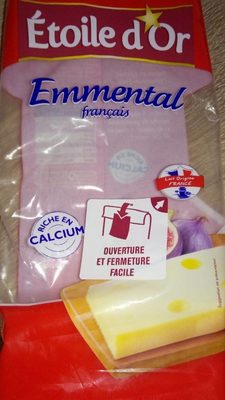 Étoile d'Or
Emmental
français
Lait Origine
FRANCE
RICHE EN
CALCIUM
OUVERTURE
ET FERMETURE
FACILE